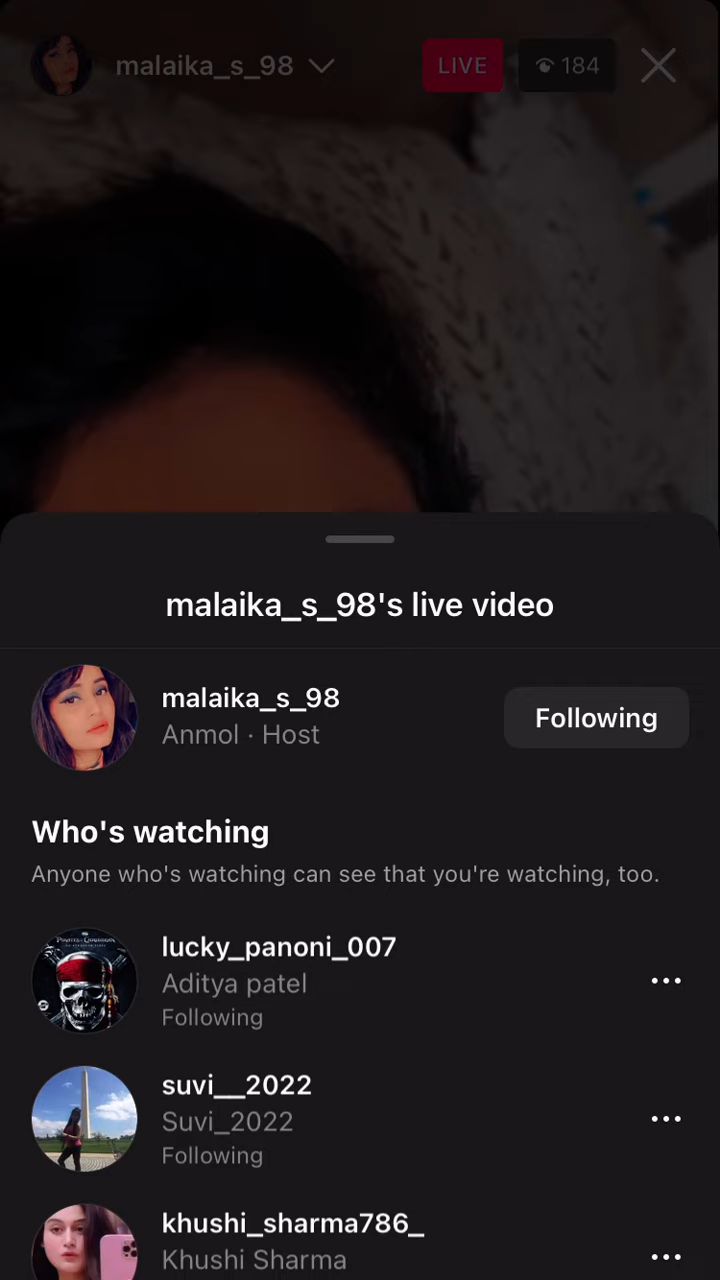 malaika_s_98
LIVE
184
malaika_s_98's live video
malaika_s_98
Anmol · Host
Following
Who's watching
Anyone who's watching can see that you're watching, too.
lucky_panoni_007
Aditya patel
Following
suvi__2022
Suvi_2022
Following
khushi_sharma786_
Khushi Sharma